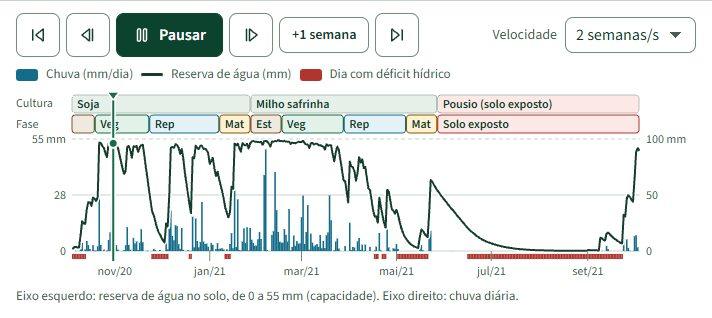 Pausar
+1 semana
Velocidade
2 semanas/s
Chuva (mm/dia)
Reserva de água (mm)
Dia com déficit hídrico
Cultura
Soja
Milho safrinha
Pousio (solo exposto)
Fase
Veg
Rep
Mat
Est
Veg
Rep
Mat
Solo exposto
55 mm
100 mm
28
50
0
0
nov/20
jan/21
mar/21
mai/21
jul/21
set/21
Eixo esquerdo: reserva de água no solo, de 0 a 55 mm (capacidade). Eixo direito: chuva diária.